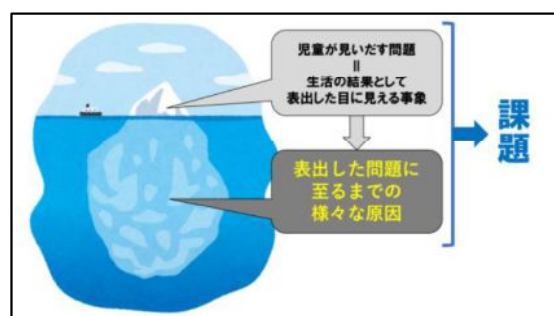 児童が見いだす問題
=
生活の結果として
表出した目に見える事象
表出した問題に
至るまでの
様々な原因
課題